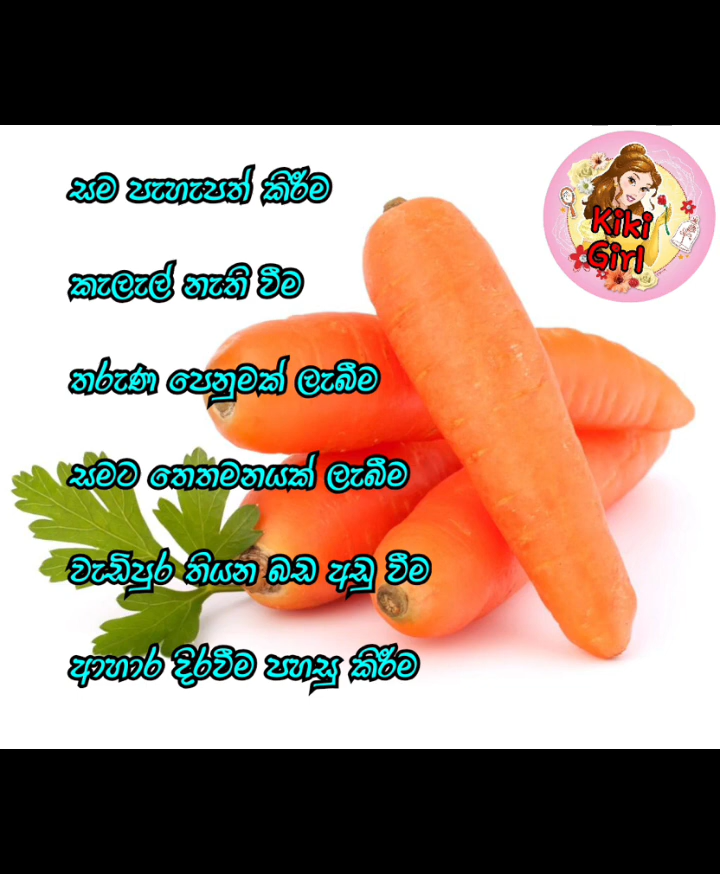 සම පැහැපත් කිරීම
Kiki
Girl
කැලැල් නැති වීම
තරුණ පෙනුමක් ලැබීම
සමට තෙතමනයක් ලැබීම
වැඩිපුර තියන බඩ අඩු වීම
ආහාර දිරවීම පහසු කිරීම